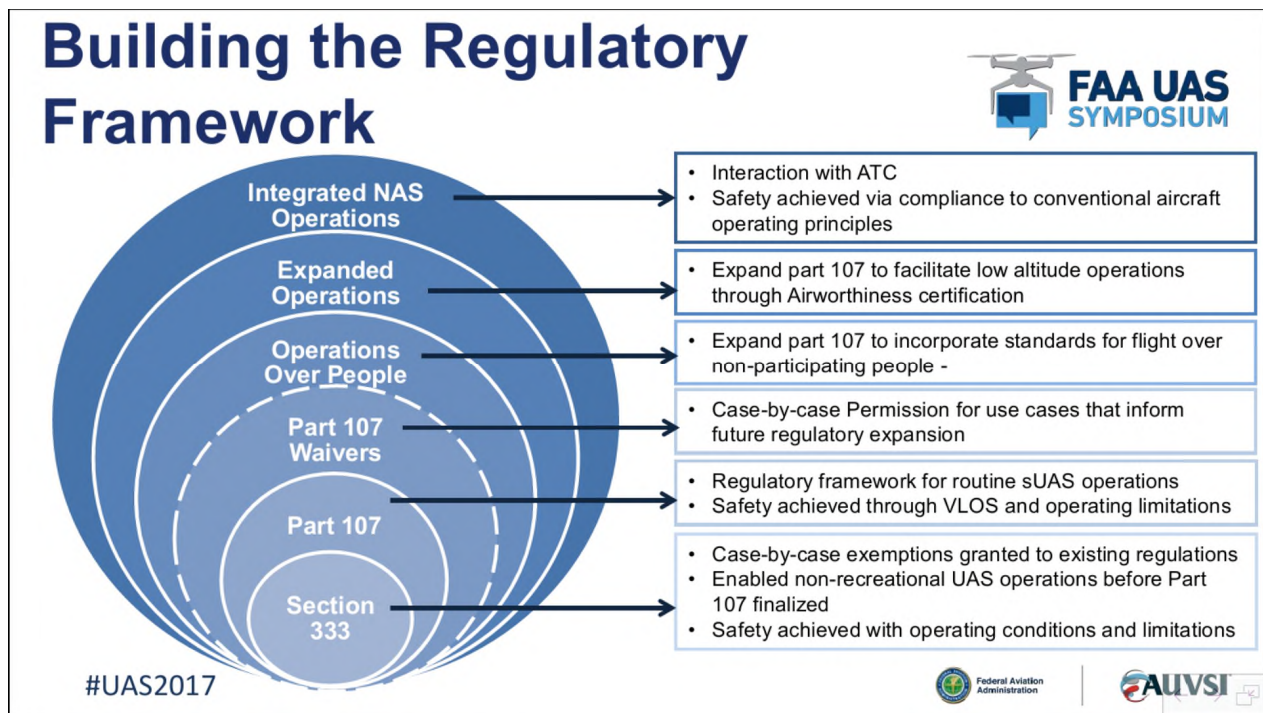 Building the Regulatory
Framework
FAA UAS
SYMPOSIUM
Integrated NAS
Operations
• Interaction with ATC
• Safety achieved via compliance to conventional aircraft
operating principles
Expanded
Operations
• Expand part 107 to facilitate low altitude operations
through Airworthiness certification
Operations
Over People
• Expand part 107 to incorporate standards for flight over
non-participating people -
Part 107
Waivers
• Case-by-case Permission for use cases that inform
future regulatory expansion
Part 107
• Regulatory framework for routine sUAS operations
• Safety achieved through VLOS and operating limitations
Section
333
• Case-by-case exemptions granted to existing regulations
• Enabled non-recreational UAS operations before Part
107 finalized
• Safety achieved with operating conditions and limitations
#UAS2017
Federal Aviation
Administration
AUVSI